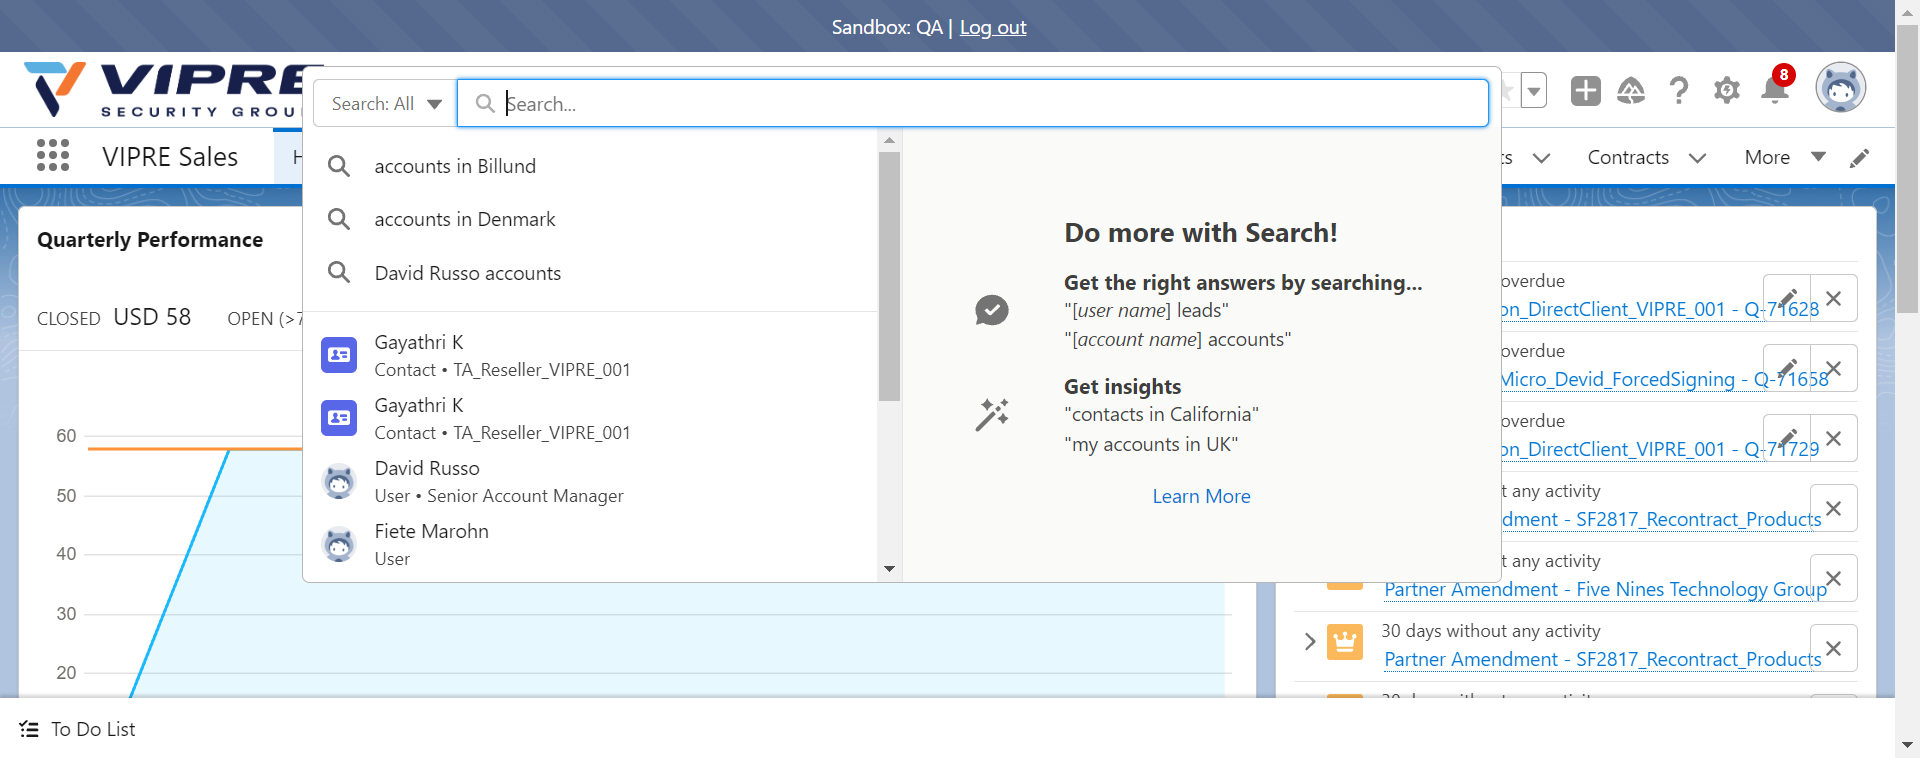 Sandbox: QA | Log out
VIPRE
SECURITY GROU
Search: All
Search...
8
VIPRE Sales
H
ts
Contracts
More
accounts in Billund
accounts in Denmark
David Russo accounts
Gayathri K
Contact • TA_Reseller_VIPRE_001
Gayathri K
Contact • TA_Reseller_VIPRE_001
David Russo
User • Senior Account Manager
Fiete Marohn
User
Do more with Search!
Get the right answers by searching...
"[user name] leads"
"[account name] accounts"
Get insights
"contacts in California"
"my accounts in UK"
Learn More
Quarterly Performance
CLOSED USD 58 OPEN (>7
60
50
40
30
20
overdue
on_DirectClient_VIPRE_001 - Q-71628
overdue
Micro_Devid_ForcedSigning - Q-71658
overdue
on_DirectClient_VIPRE_001 - Q-71729
t any activity
dment - SF2817_Recontract_Products
t any activity
Partner Amendment - Five Nines Technology Group
30 days without any activity
Partner Amendment - SF2817_Recontract_Products
To Do List